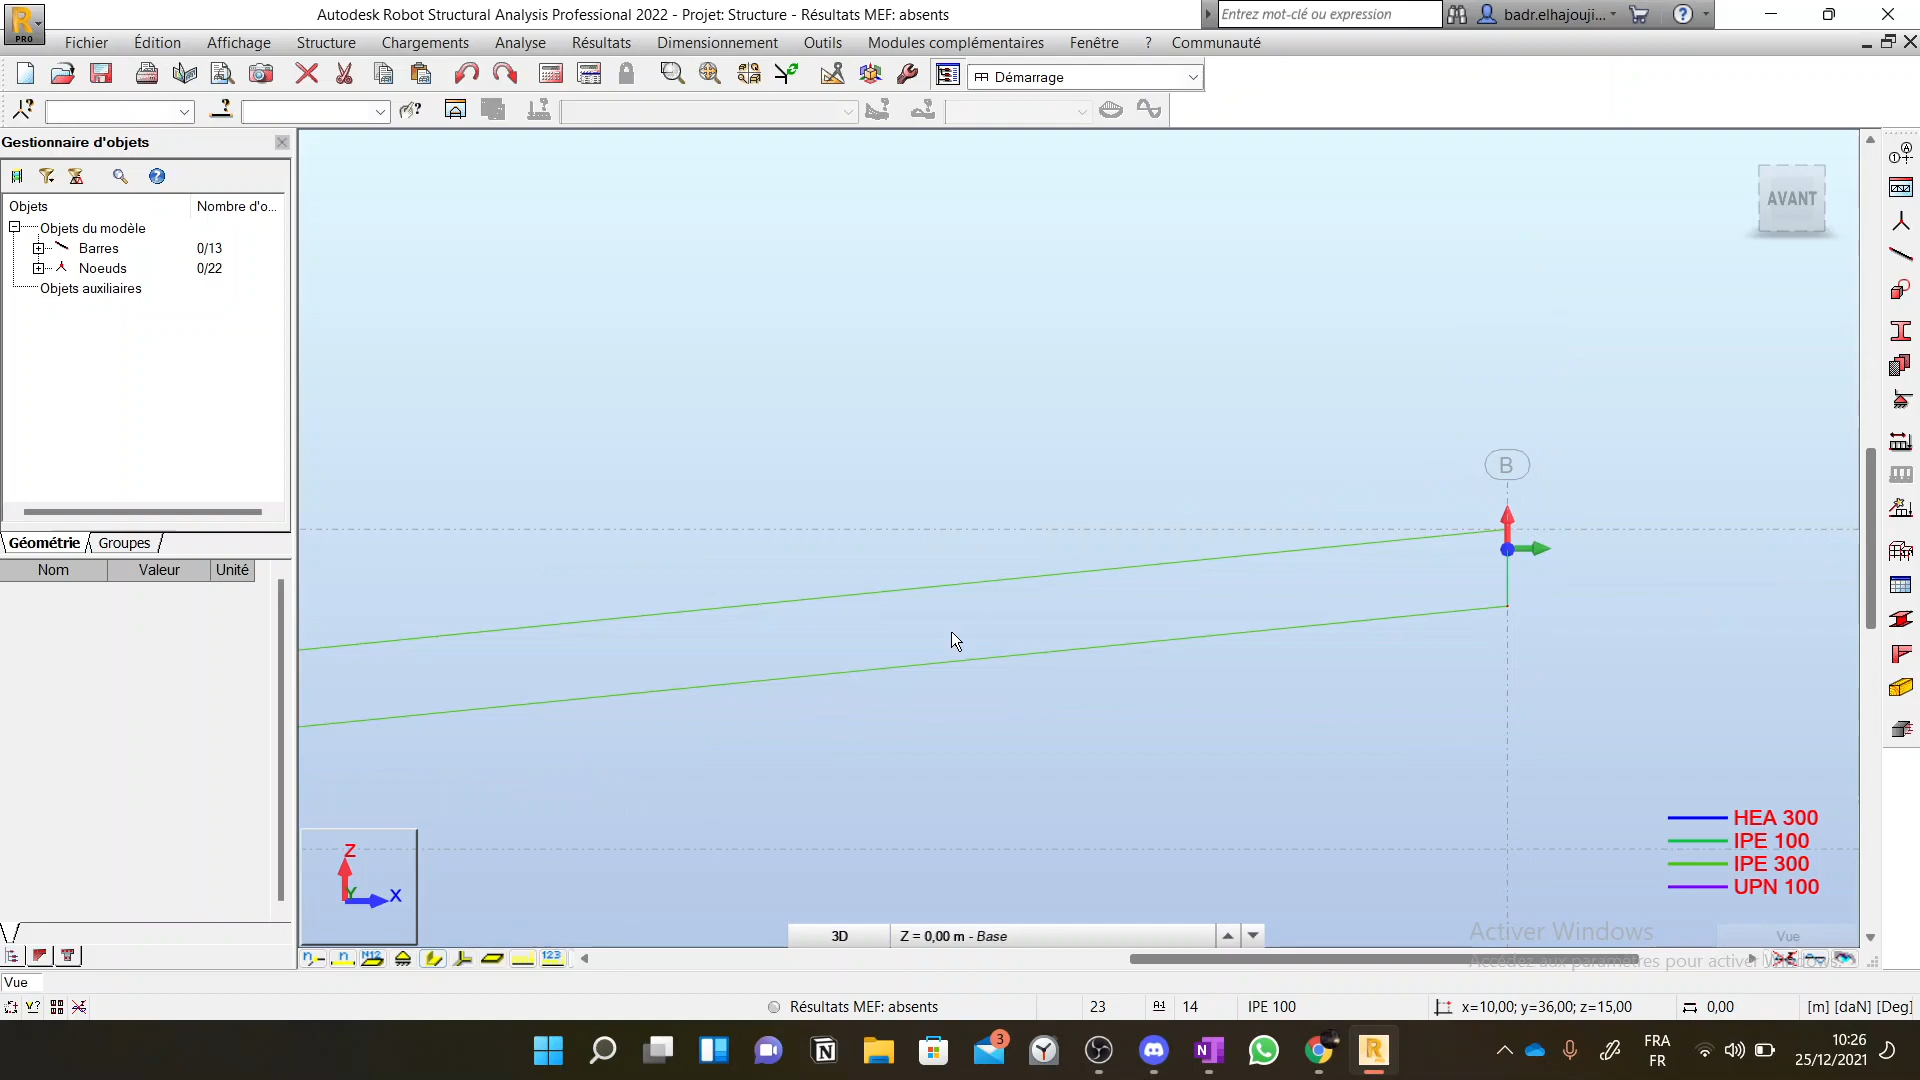 R
PRO
Autodesk Robot Structural Analysis Professional 2022 - Projet: Structure - Résultats MEF: absents
Entrez mot-clé ou expression
badr.elhajouji...
?
Fichier
Édition
Affichage
Structure
Chargements
Analyse
Résultats
Dimensionnement
Outils
Modules complémentaires
Fenêtre
?
Communauté
Démarrage
Gestionnaire d'objets
Objets
Nombre d'o...
Objets du modèle
Barres
0/13
Noeuds
0/22
Objets auxiliaires
Géométrie
Groupes
Nom
Valeur
Unité
AVANT
B
HEA 300
IPE 100
IPE 300
UPN 100
Z
Y
X
3D
Z = 0,00 m - Base
Activer Windows
Vue
Accédez aux paramètres pour activer Windows.
Vue
Résultats MEF: absents
23
14
IPE 100
x=10,00; y=36,00; z=15,00
0,00
[m] [daN] [Deg]
3
FRA
FR
10:26
25/12/2021